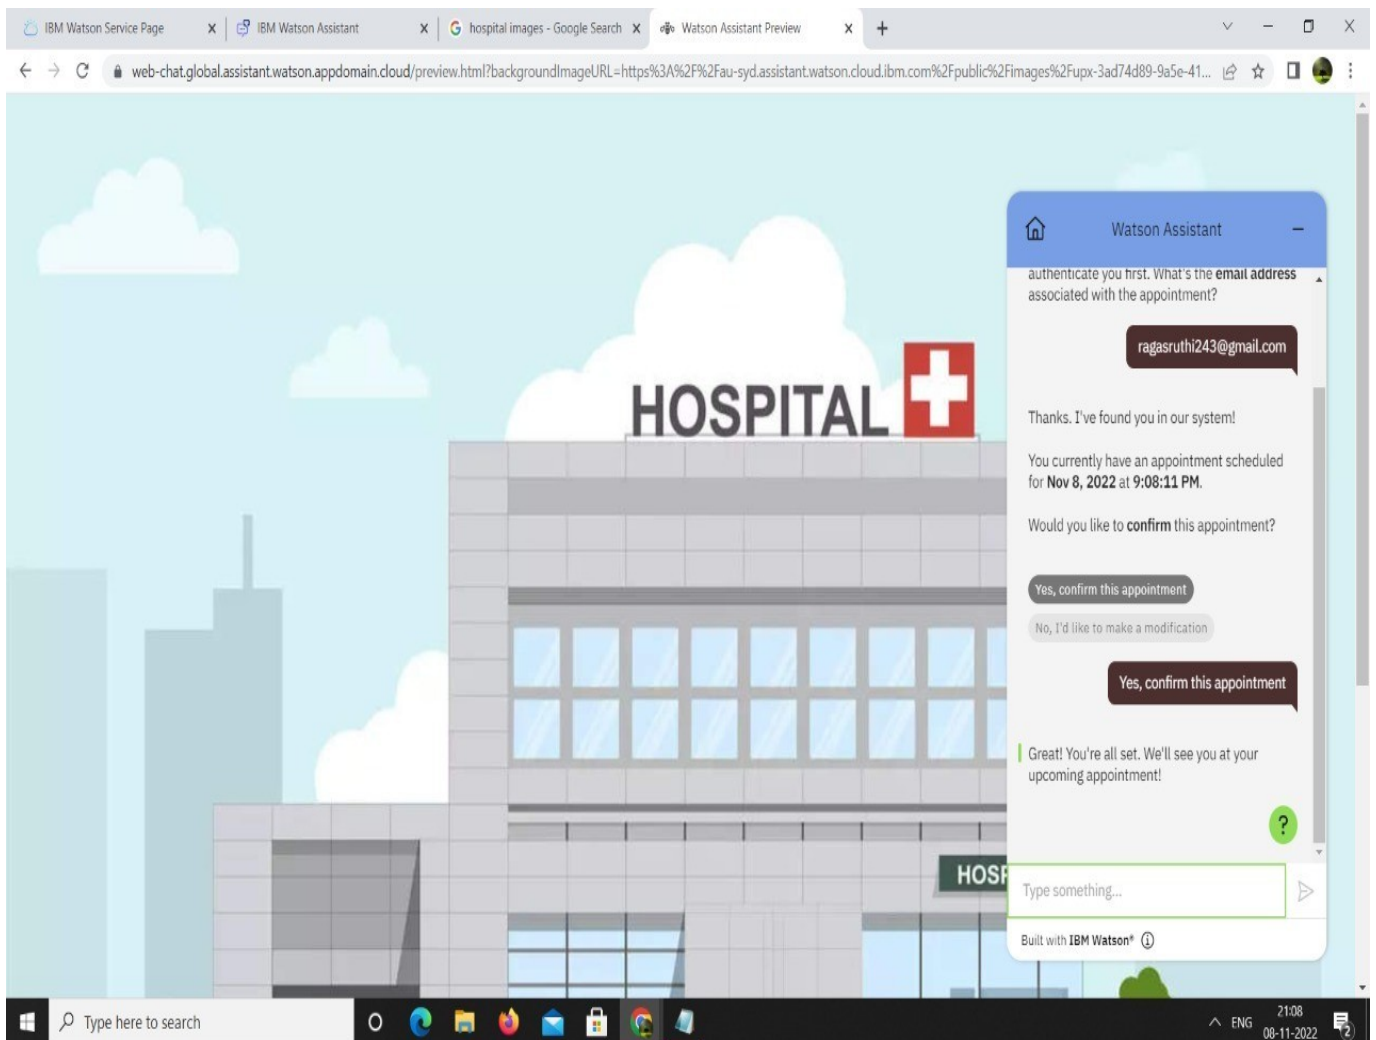 IBM Watson Service Page
IBM Watson Assistant
hospital images - Google Search
Watson Assistant Preview
web-chat.global.assistant.watson.appdomain.cloud/preview.html?backgroundImageURL=https%3A%2F%2Fau-syd.assistant.watson.cloud.ibm.com%2Fpublic%2Fimages%2Fupx-3ad74d89-9a5e-41...
HOSPITAL
HOSP
Watson Assistant
authenticate you first. What's the email address
associated with the appointment?
ragasruthi243@gmail.com
Thanks. I've found you in our system!
You currently have an appointment scheduled
for Nov 8, 2022 at 9:08:11 PM.
Would you like to confirm this appointment?
Yes, confirm this appointment
No, I'd like to make a modification
Yes, confirm this appointment
Great! You're all set. We'll see you at your
upcoming appointment!
?
Type something...
Built with IBM Watson®
Type here to search
ENG
21:08
08-11-2022
2